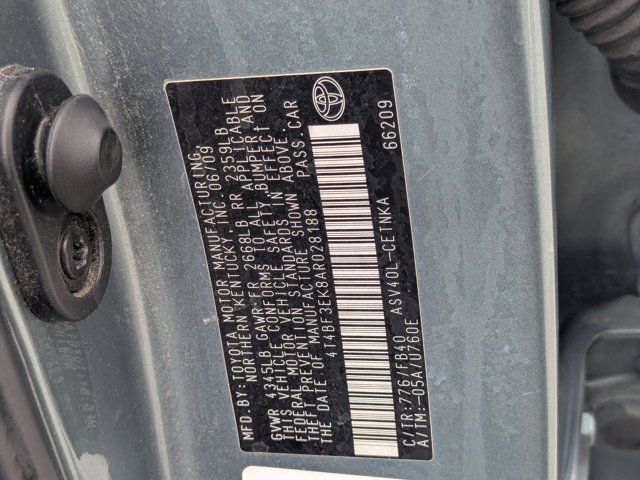 MFD.BY: TOYOTA MOTOR MANUFACTURING,
NORTHERN KENTUCKY, INC. 06/09
GVWR 4345LB GAWR-FR 2668LB RR 2359LB
THIS VEHICLE CONFORMS TO ALL APPLICABLE
FEDERAL MOTOR VEHICLE SAFETY, BUMPER AND
THEFT PREVENTION STANDARDS IN EFFECT ON
THE DATE OF MANUFACTURE SHOWN ABOVE.
4T4BF3EK8AR028188 PASS. CAR
C/TR:776/FB40 ASV40L-CETNKA
A/TM:-05A/U760E 66209